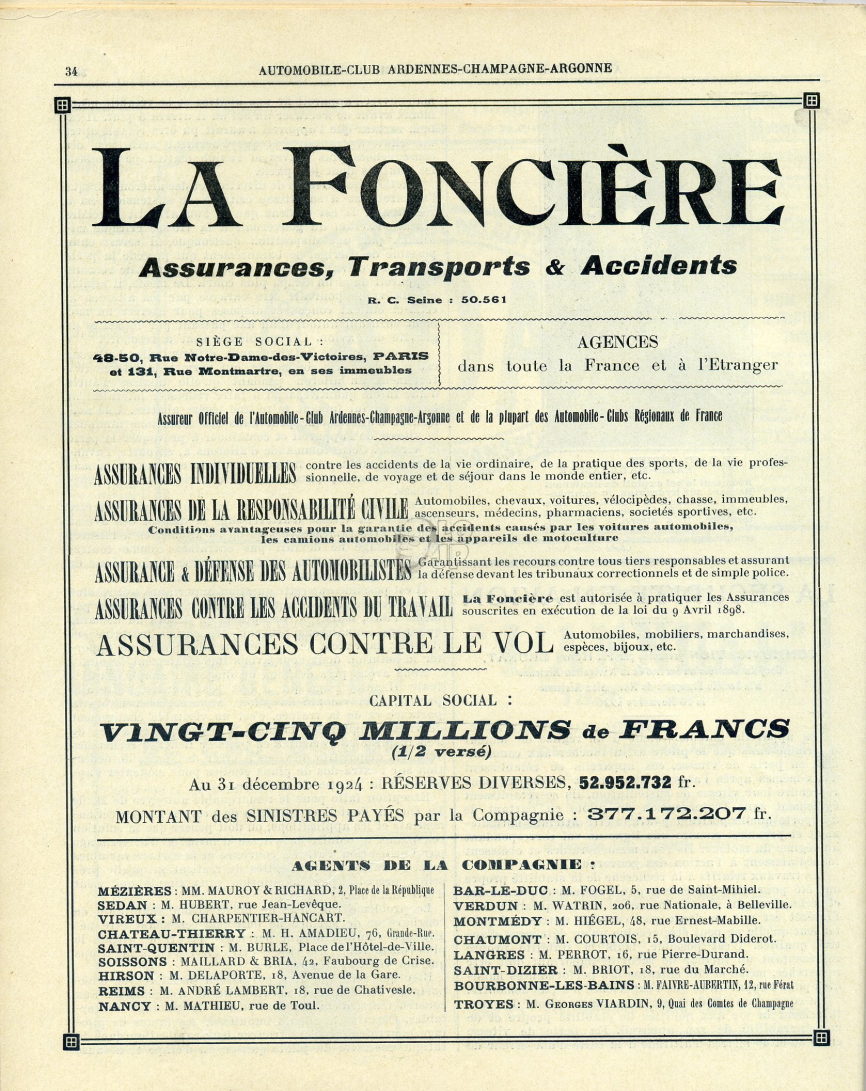 34
AUTOMOBILE-CLUB ARDENNES-CHAMPAGNE-ARGONNE
LA FONCIÈRE
Assurances, Transports & Accidents
R. C. Seine : 50.561
SIÈGE SOCIAL :
48-50, Rue Notre-Dame-des-Victoires, PARIS
et 131, Rue Montmartre, en ses immeubles
AGENCES
dans toute la France et à l'Etranger
Assureur Officiel de l'Automobile-Club Ardennes-Champagne-Argonne et de la plupart des Automobile-Clubs Régionaux de France
ASSURANCES INDIVIDUELLES contre les accidents de la vie ordinaire, de la pratique des sports, de la vie profes-
sionnelle, de voyage et de séjour dans le monde entier, etc.
ASSURANCES DE LA RESPONSABILITÉ CIVILE Automobiles, chevaux, voitures, vélocipèdes, chasse, immeubles,
ascenseurs, médecins, pharmaciens, societés sportives, etc.
Conditions avantageuses pour la garantie des accidents causés par les voitures automobiles,
les camions automobiles et les appareils de motoculture
ASSURANCE & DÉFENSE DES AUTOMOBILISTES Garantissant les recours contre tous tiers responsables et assurant
la défense devant les tribunaux correctionnels et de simple police.
ASSURANCES CONTRE LES ACCIDENTS DU TRAVAIL La Foncière est autorisée à pratiquer les Assurances
souscrites en exécution de la loi du 9 Avril 1898.
ASSURANCES CONTRE LE VOL Automobiles, mobiliers, marchandises,
espèces, bijoux, etc.
CAPITAL SOCIAL :
VINGT-CINQ MILLIONS de FRANCS
(1/2 versé)
Au 31 décembre 1924 : RÉSERVES DIVERSES, 52.952.732 fr.
MONTANT des SINISTRES PAYÉS par la Compagnie : 377.172.207 fr.
AGENTS DE LA COMPAGNIE :
MÉZIÈRES : MM. MAUROY & RICHARD, 2, Place de la République
SEDAN : M. HUBERT, rue Jean-Levêque.
VIREUX : M. CHARPENTIER-HANCART.
CHATEAU-THIERRY : M. H. AMADIEU, 76, Grande-Rue.
SAINT-QUENTIN : M. BURLE, Place de l'Hôtel-de-Ville.
SOISSONS : MAILLARD & BRIA, 42, Faubourg de Crise.
HIRSON : M. DELAPORTE, 18, Avenue de la Gare.
REIMS : M. ANDRÉ LAMBERT, 18, rue de Chativesle.
NANCY : M. MATHIEU, rue de Toul.
BAR-LE-DUC : M. FOGEL, 5, rue de Saint-Mihiel.
VERDUN : M. WATRIN, 206, rue Nationale, à Belleville.
MONTMÉDY : M. HIÉGEL, 48, rue Ernest-Mabille.
CHAUMONT : M. COURTOIS, 15, Boulevard Diderot.
LANGRES : M. PERROT, 16, rue Pierre-Durand.
SAINT-DIZIER : M. BRIOT, 18, rue du Marché.
BOURBONNE-LES-BAINS : M. FAIVRE-AUBERTIN, 12, rue Férat
TROYES : M. GEORGES VIARDIN, 9, Quai des Comtes de Champagne